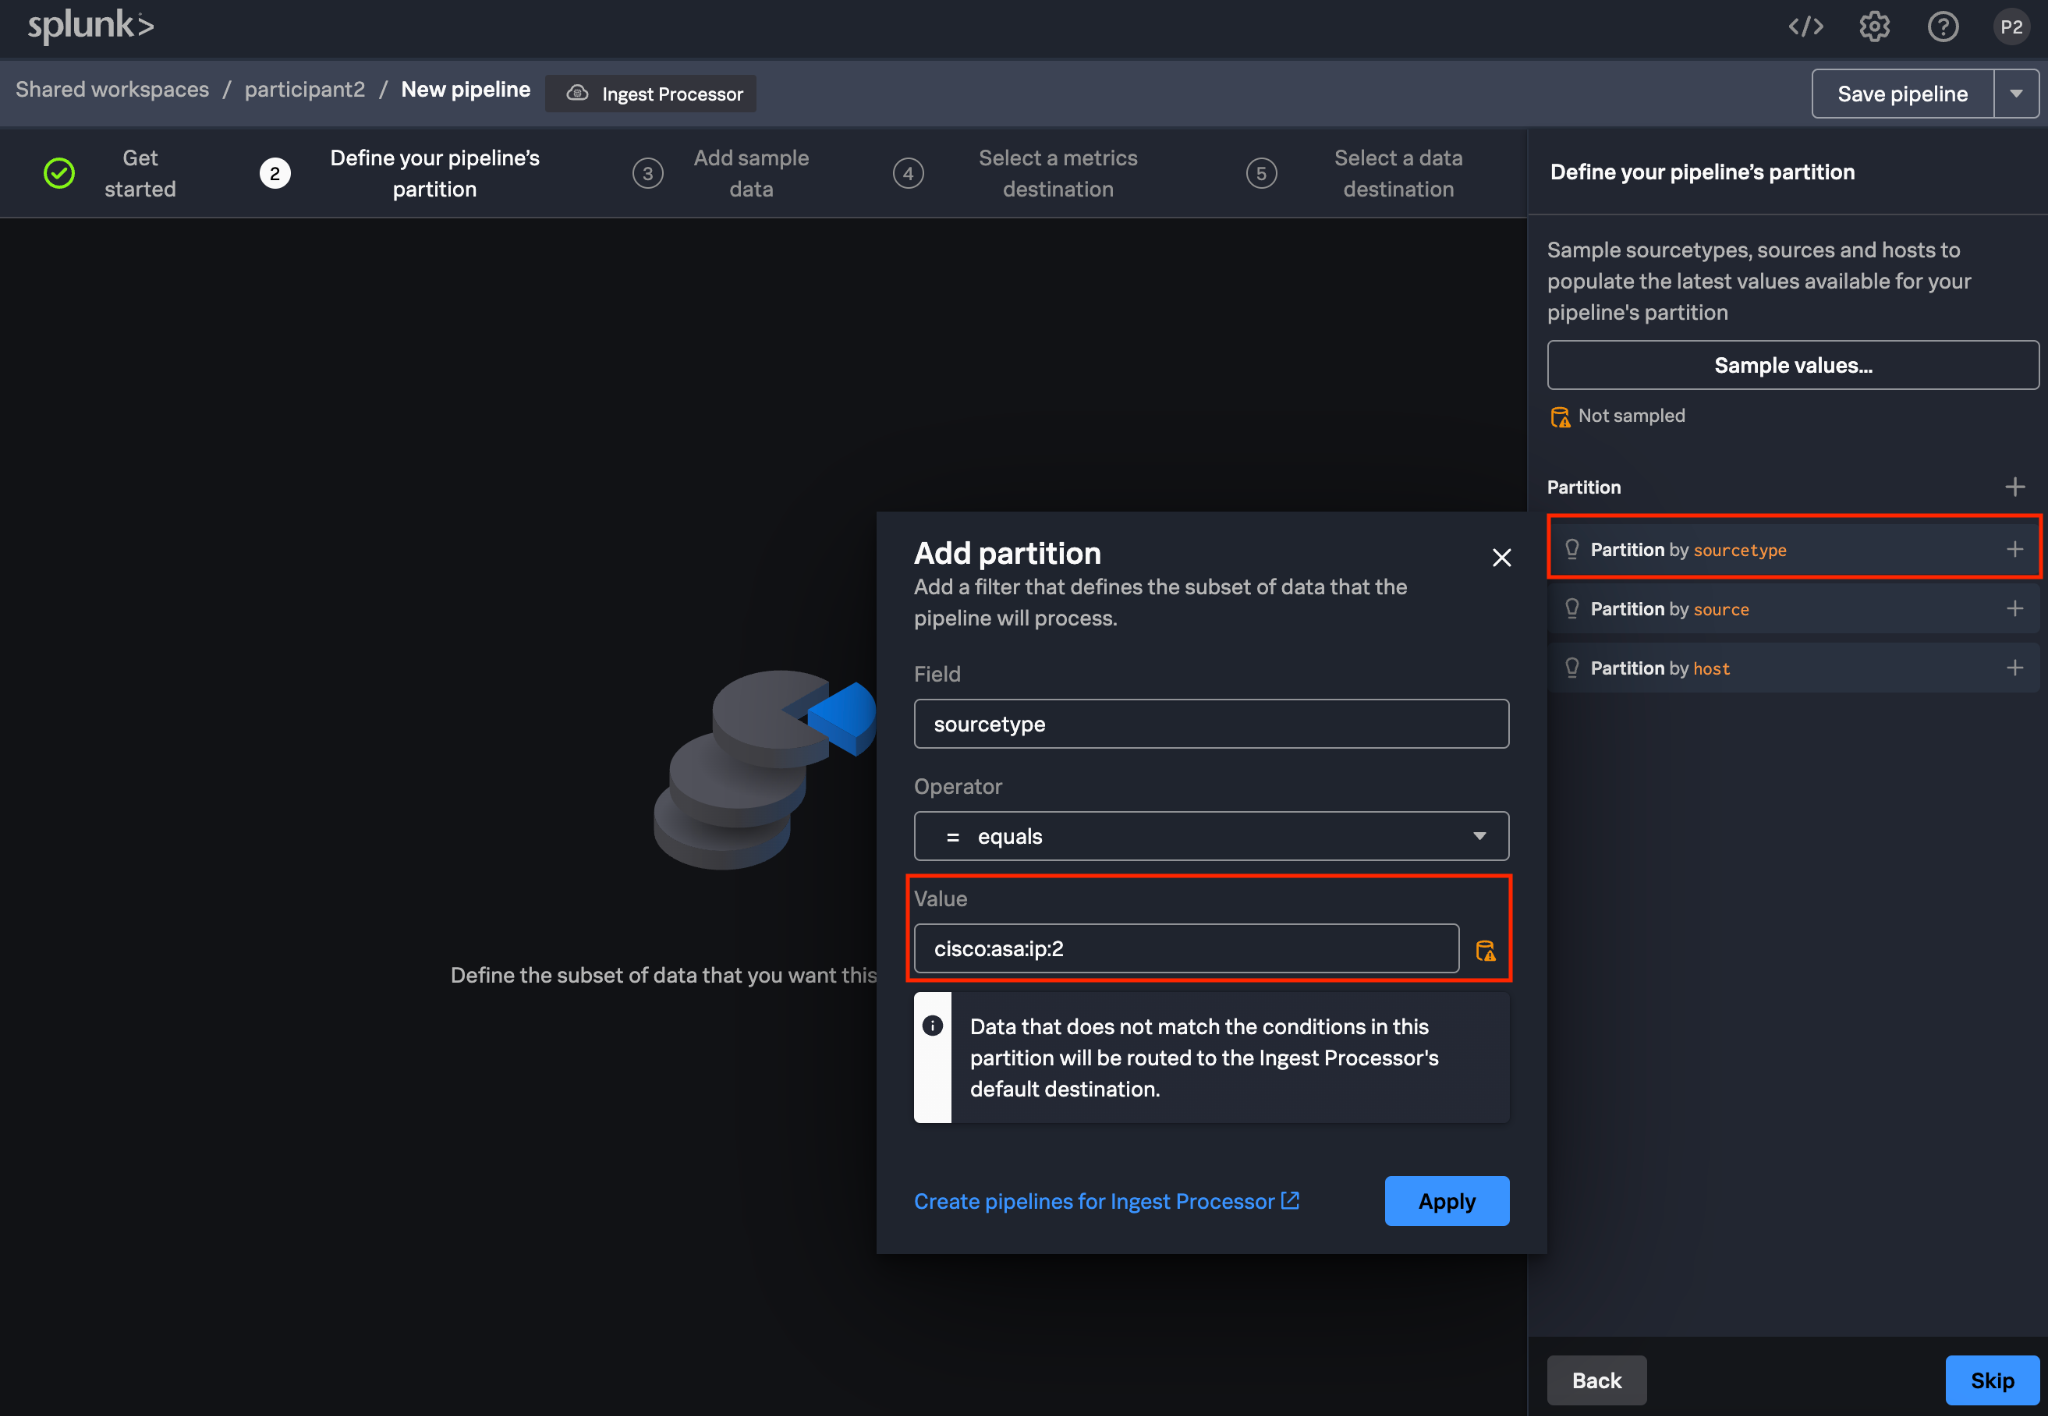 splunk>
</>
?
P2
Shared workspaces / participant2 / New pipeline
Ingest Processor
Save pipeline
Get
started
2
Define your pipeline's
partition
3
Add sample
data
4
Select a metrics
destination
5
Select a data
destination
Define the subset of data that you want this
Add partition
Add a filter that defines the subset of data that the
pipeline will process.
Field
sourcetype
Operator
= equals
Value
cisco:asa:ip:2
Data that does not match the conditions in this
partition will be routed to the Ingest Processor's
default destination.
Create pipelines for Ingest Processor
Apply
Define your pipeline's partition
Sample sourcetypes, sources and hosts to
populate the latest values available for your
pipeline's partition
Sample values...
Not sampled
Partition
Partition by sourcetype
Partition by source
Partition by host
Back
Skip